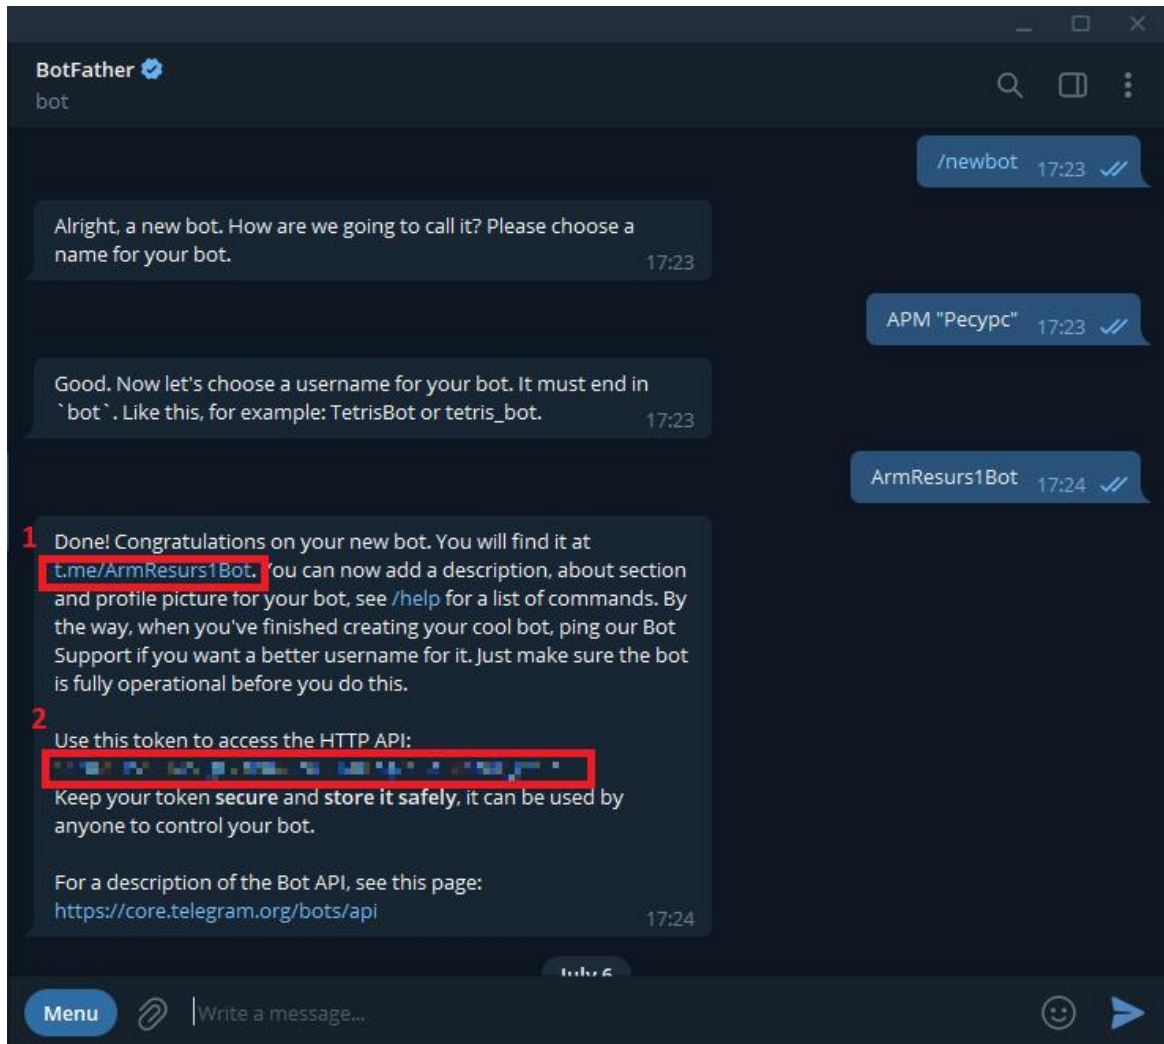 BotFather
bot
/newbot 17:23
Alright, a new bot. How are we going to call it? Please choose a
name for your bot.
17:23
АРМ "Ресурс" 17:23
Good. Now let's choose a username for your bot. It must end in
`bot`. Like this, for example: TetrisBot or tetris_bot.
17:23
ArmResurs1Bot 17:24
1
Done! Congratulations on your new bot. You will find it at
t.me/ArmResurs1Bot. You can now add a description, about section
and profile picture for your bot, see /help for a list of commands. By
the way, when you've finished creating your cool bot, ping our Bot
Support if you want a better username for it. Just make sure the bot
is fully operational before you do this.
2
Use this token to access the HTTP API:
Keep your token secure and store it safely, it can be used by
anyone to control your bot.
For a description of the Bot API, see this page:
https://core.telegram.org/bots/api
17:24
July 6
Menu
Write a message...